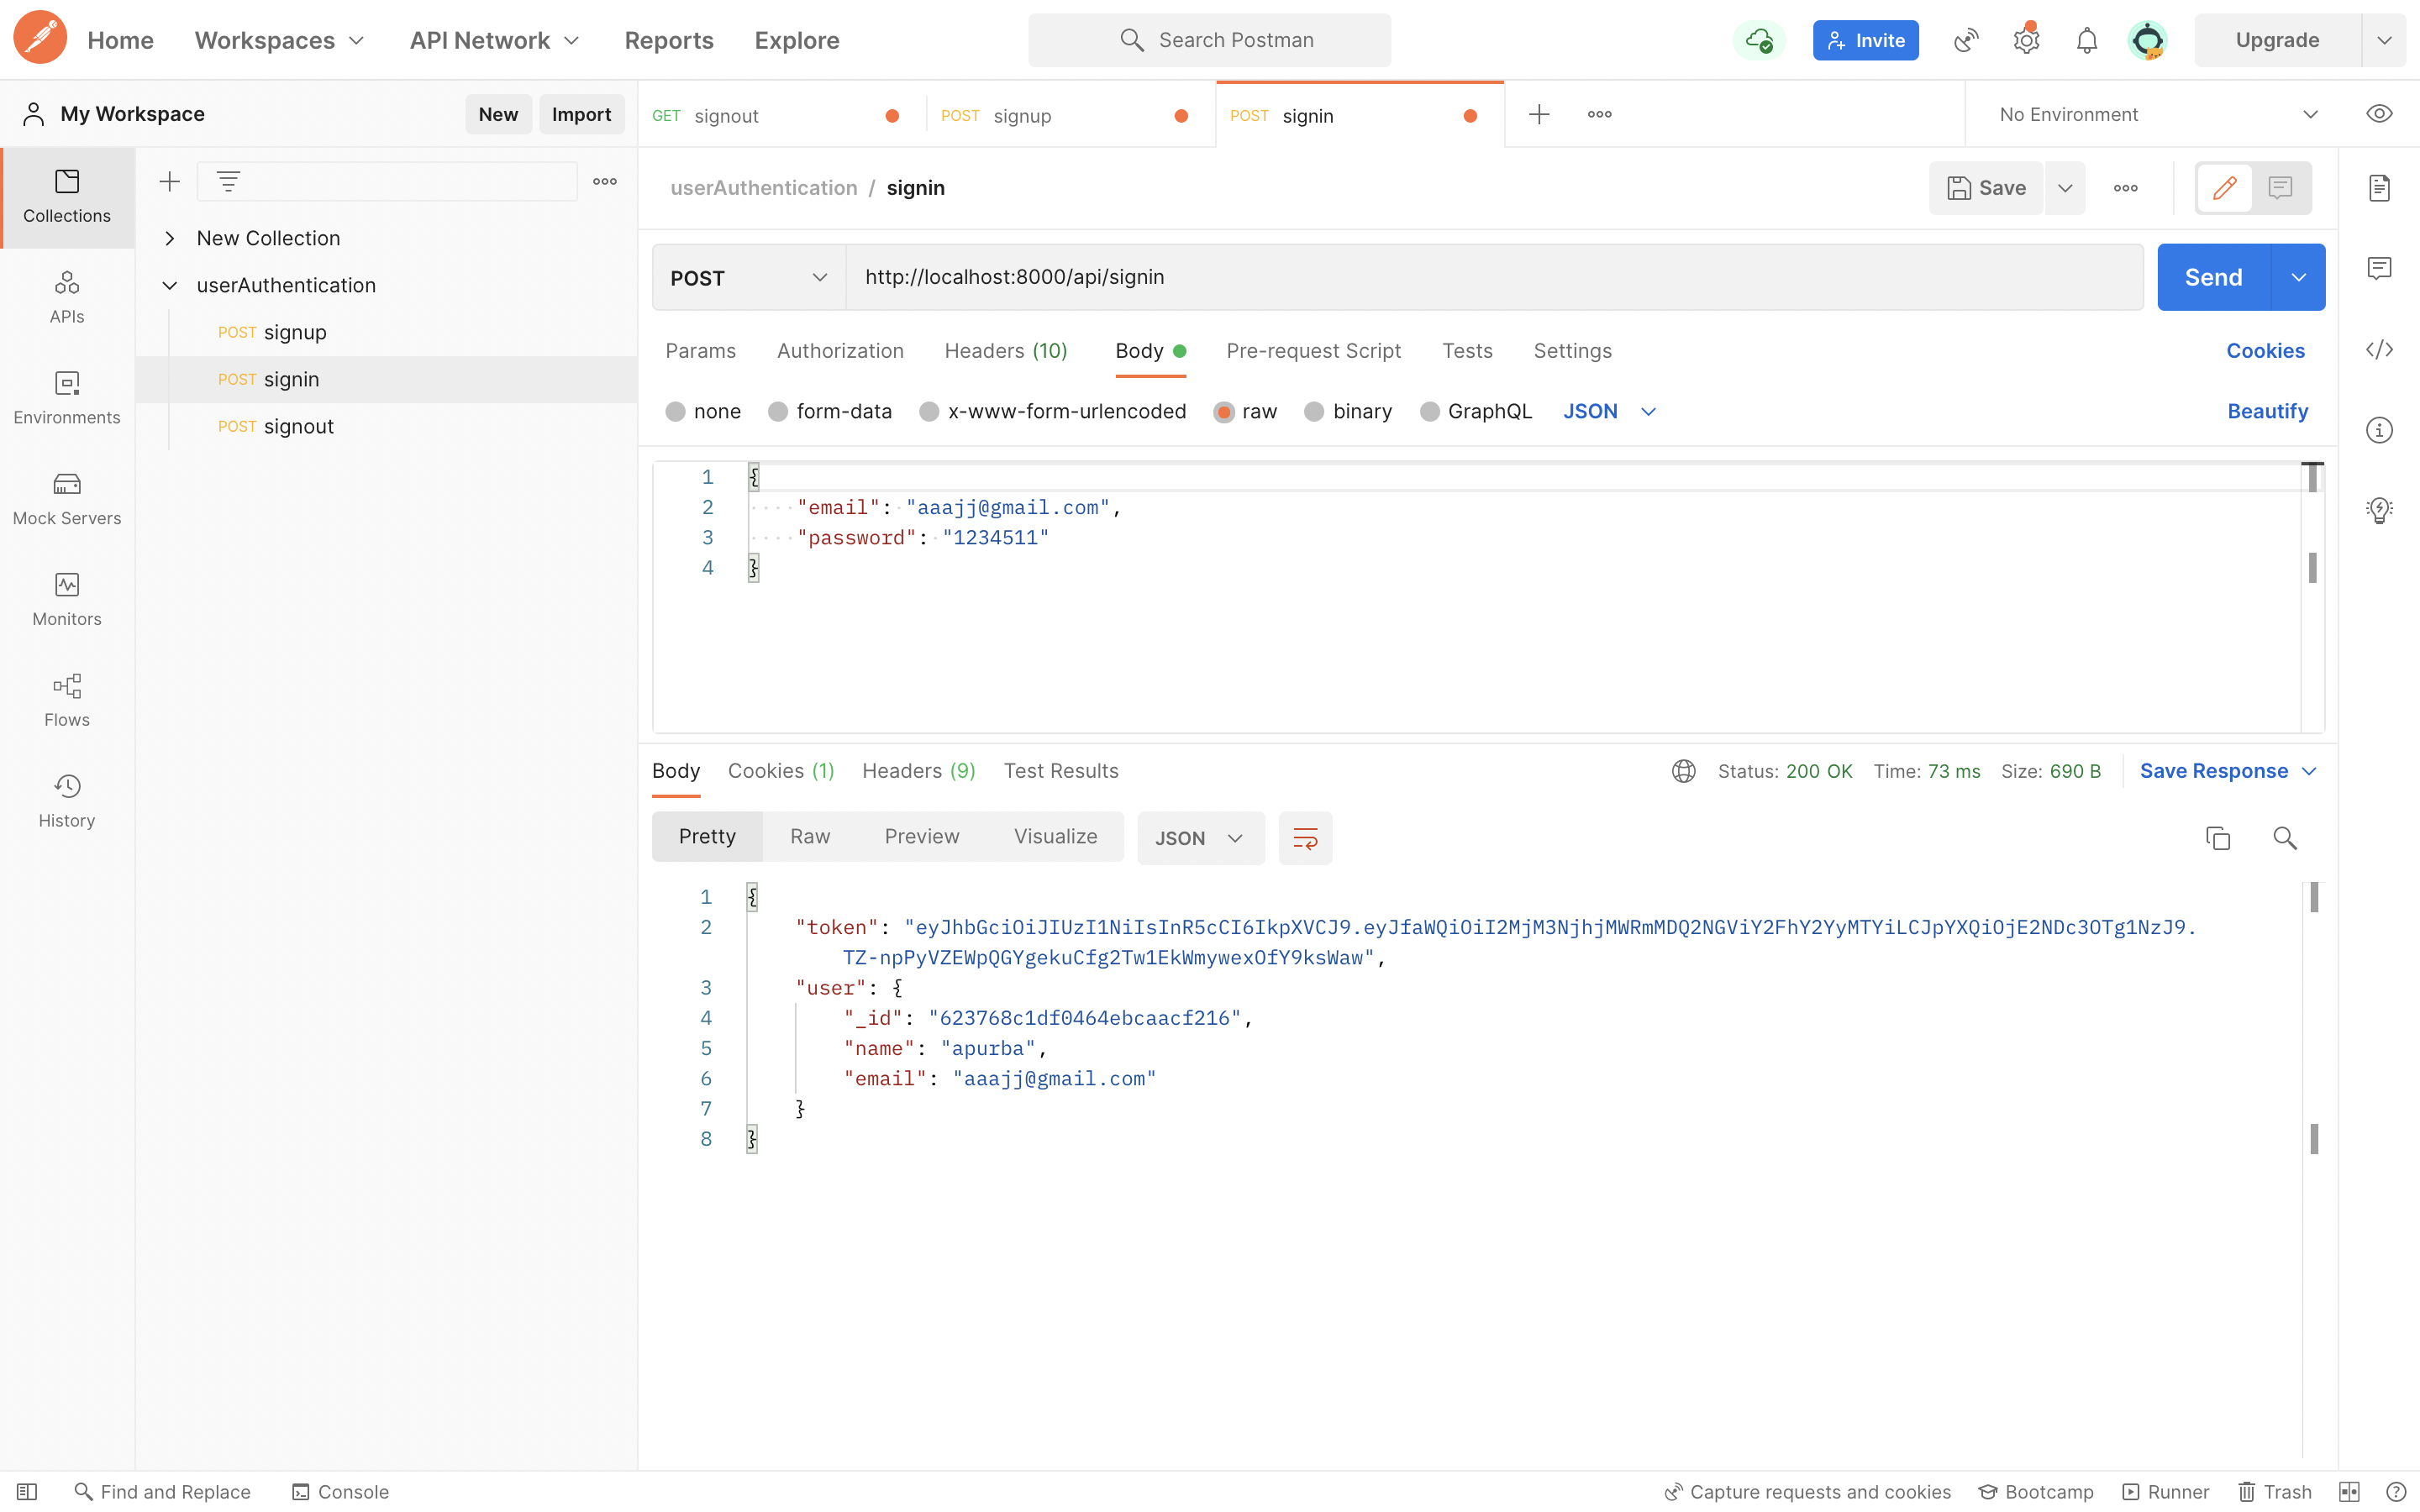 Home Workspaces API Network Reports Explore Search Postman Invite Upgrade
My Workspace New Import GET signout POST signup POST signin No Environment
Collections
APIs
Environments
Mock Servers
Monitors
Flows
History
New Collection
userAuthentication
POST signup
POST signin
POST signout
userAuthentication / signin Save
POST http://localhost:8000/api/signin Send
Params Authorization Headers (10) Body Pre-request Script Tests Settings Cookies
none form-data x-www-form-urlencoded raw binary GraphQL JSON Beautify
1 {
2 "email": "aaajj@gmail.com",
3 "password": "1234511"
4 }
Body Cookies (1) Headers (9) Test Results Status: 200 OK Time: 73 ms Size: 690 B Save Response
Pretty Raw Preview Visualize JSON
1 {
2 "token": "eyJhbGciOiJIUzI1NiIsInR5cCI6IkpXVCJ9.eyJfaWQiOiI2MjM3NjhjMWRmMDQ2NGViY2FhY2YyMTYiLCJpYXQiOjE2NDc3OTg1NzJ9.
TZ-npPyVZEWpQGYgekuCfg2Tw1EkWmywexOfY9ksWaw",
3 "user": {
4 "_id": "623768c1df0464ebcaacf216",
5 "name": "apurba",
6 "email": "aaajj@gmail.com"
7 }
8 }
Find and Replace Console Capture requests and cookies Bootcamp Runner Trash